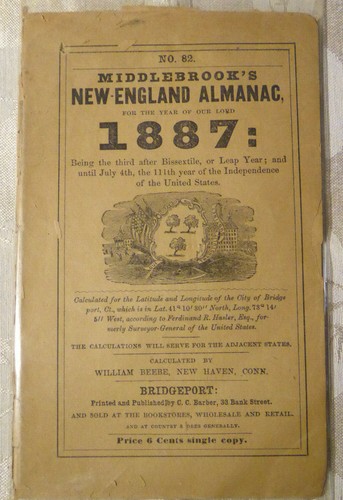 NO. 82.
MIDDLEBROOK'S
NEW-ENGLAND ALMANAC,
FOR THE YEAR OF OUR LORD
1887:
Being the third after Bissextile, or Leap Year; and
until July 4th, the 111th year of the Independence
of the United States.
Calculated for the Latitude and Longitude of the City of Bridge
port, Ct., which is in Lat. 41° 10' 30" North, Long. 73° 14'
West, according to Ferdinand R. Hasler, Esq., for-
merly Surveyor-General of the United States.
THE CALCULATIONS WILL SERVE FOR THE ADJACENT STATES.
CALCULATED BY
WILLIAM BEEBE, NEW HAVEN, CONN.
BRIDGEPORT:
Printed and Published by C. C. Barber, 33 Bank Street.
AND SOLD AT THE BOOKSTORES, WHOLESALE AND RETAIL.
AND AT COUNTRY STORES GENERALLY.
Price 6 Cents single copy.